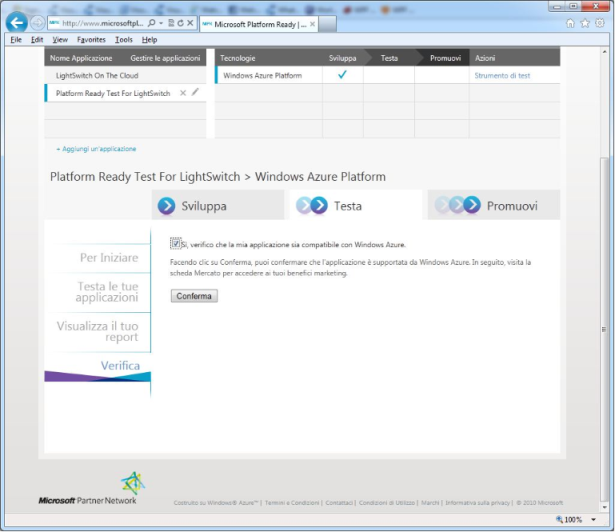 http://www.microsoftpl...
Microsoft Platform Ready | ...
File Edit View Favorites Tools Help
Nome Applicazione Gestire le applicazioni Tecnologie Sviluppa Testa Promuovi Azioni
LightSwitch On The Cloud Windows Azure Platform Strumento di test
Platform Ready Test For LightSwitch
+ Aggiungi un'applicazione
Platform Ready Test For LightSwitch > Windows Azure Platform
Sviluppa Testa Promuovi
Per Iniziare
Testa le tue
applicazioni
Visualizza il tuo
report
Verifica
Si, verifico che la mia applicazione sia compatibile con Windows Azure.
Facendo clic su Conferma, puoi confermare che l'applicazione è supportata da Windows Azure. In seguito, visita la
scheda Mercato per accedere ai tuoi benefici marketing.
Conferma
Microsoft Partner Network
Costruito su Windows® Azure™ | Termini e Condizioni | Contattaci | Condizioni di Utilizzo | Marchi | Informativa sulla privacy | © 2010 Microsoft
100%